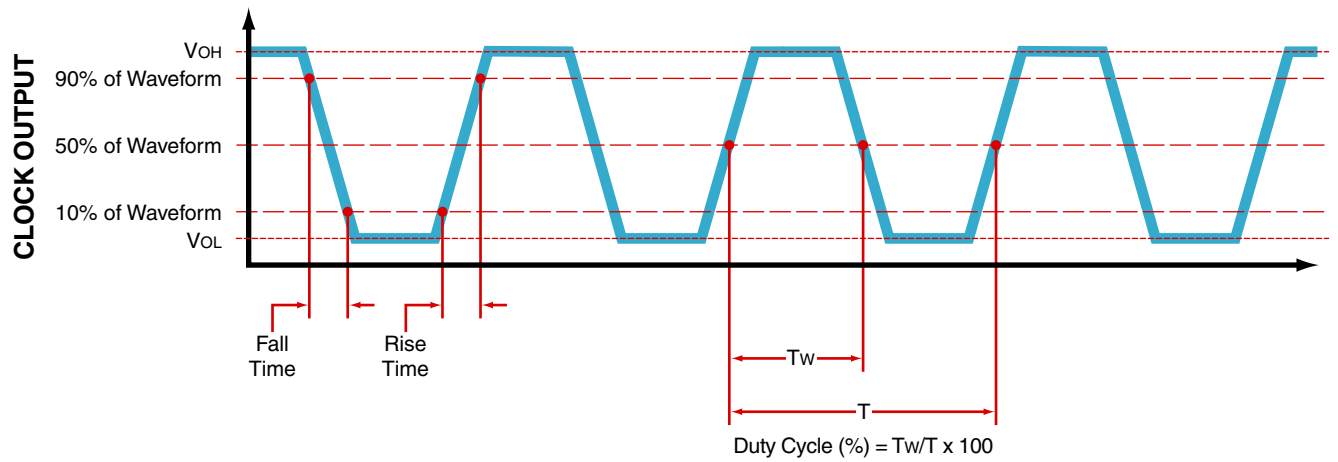 CLOCK OUTPUT
VOH
90% of Waveform
50% of Waveform
10% of Waveform
VOL
Fall
Time
Rise
Time
TW
T
Duty Cycle (%) = TW/T x 100